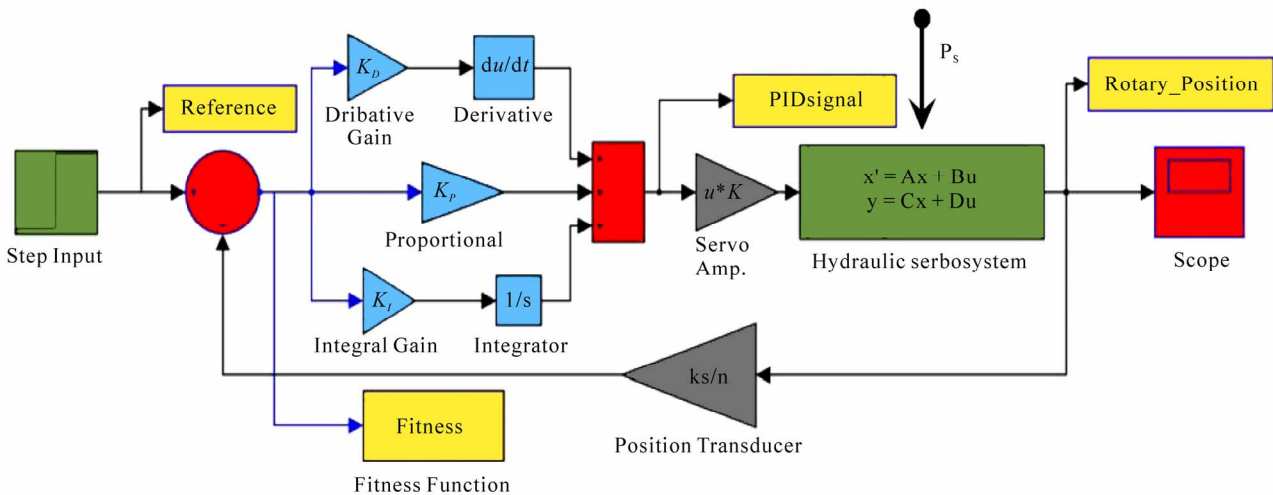 K_D
du/dt
P_s
Reference
PIDsignal
Rotary_Position
Dribative
Gain
Derivative
K_P
u*K
x' = Ax + Bu
y = Cx + Du
Step Input
Proportional
Servo
Amp.
Hydraulic serbosystem
Scope
K_I
1/s
Integral Gain
Integrator
ks/n
Fitness
Position Transducer
Fitness Function